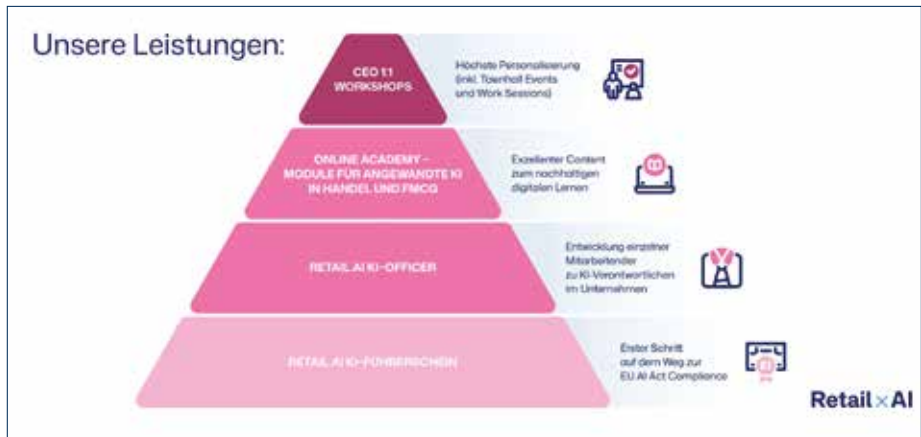 Unsere Leistungen:
CEO 1:1
WORKSHOPS
Höchste Personalisierung
(inkl. Townhall Events
und Work Sessions)
ONLINE ACADEMY –
MODULE FÜR ANGEWANDTE KI
IN HANDEL UND FMCG
Exzellenter Content
zum nachhaltigen
digitalen Lernen
RETAIL AI KI-OFFICER
Entwicklung einzelner
Mitarbeitender
zu KI-Verantwortlichen
im Unternehmen
RETAIL AI KI-FÜHRERSCHEIN
Erster Schritt
auf dem Weg zur
EU AI Act Compliance
Retail x AI